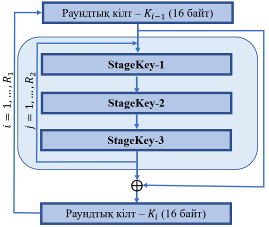 Раундтық кілт – K_{i−1} (16 байт)
i = 1, …, R_1
j = 1, …, R_2
StageKey-1
StageKey-2
StageKey-3
Раундтық кілт – K_i (16 байт)